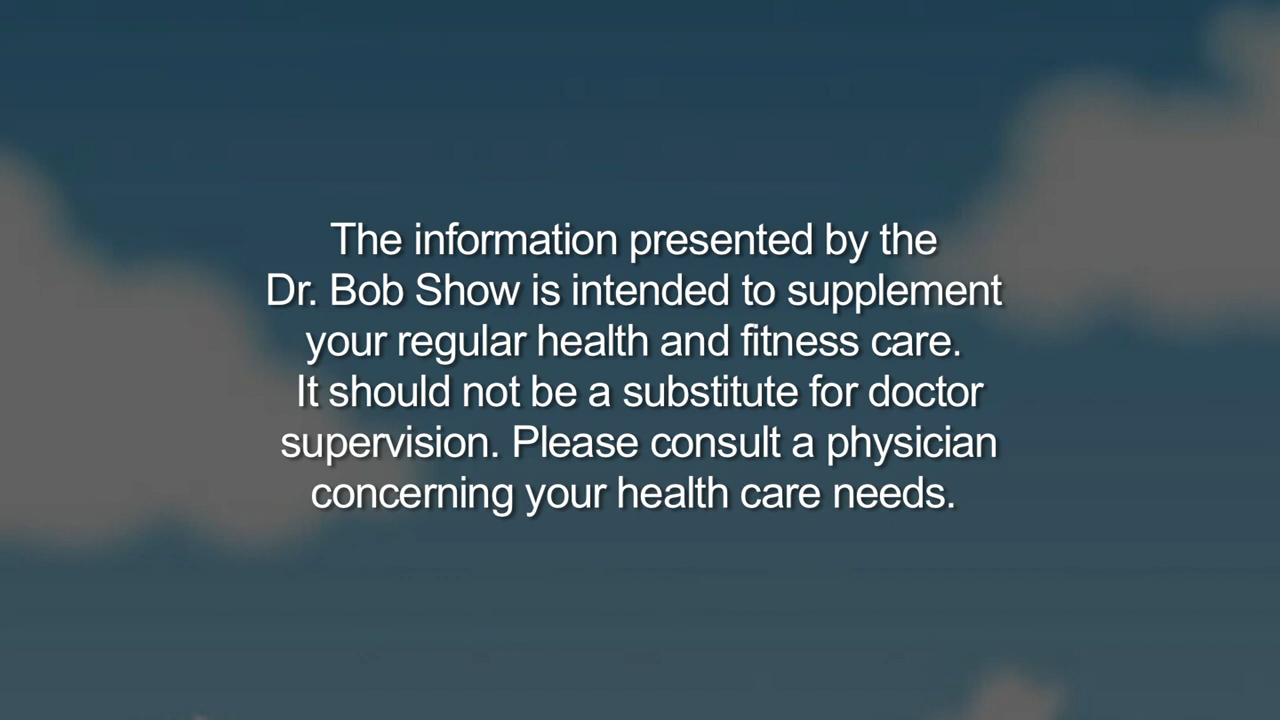 The information presented by the
Dr. Bob Show is intended to supplement
your regular health and fitness care.
It should not be a substitute for doctor
supervision. Please consult a physician
concerning your health care needs.